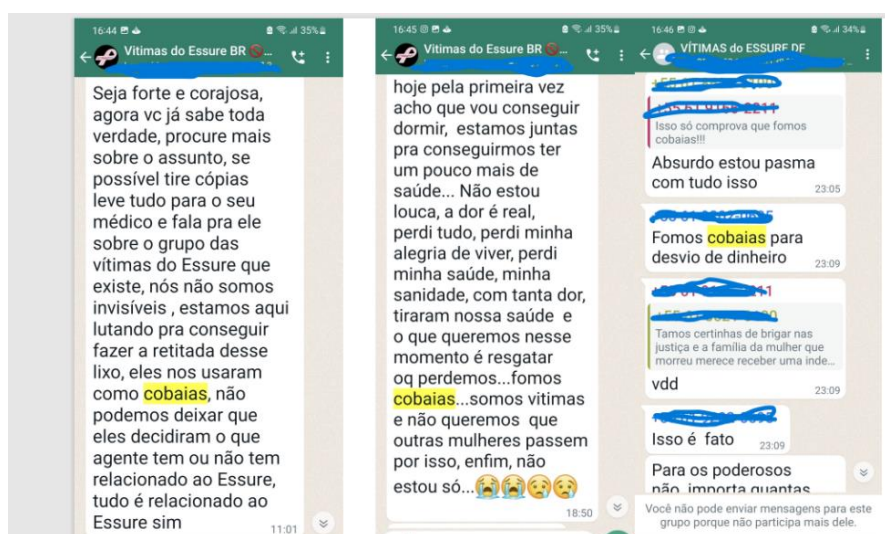 16:44
35%
Vitimas do Essure BR
Seja forte e corajosa,
agora vc já sabe toda
verdade, procure mais
sobre o assunto, se
possível tire cópias
leve tudo para o seu
médico e fala pra ele
sobre o grupo das
vítimas do Essure que
existe, nós não somos
invisíveis , estamos aqui
lutando pra conseguir
fazer a retitada desse
lixo, eles nos usaram
como cobaias, não
podemos deixar que
eles decidiram o que
agente tem ou não tem
relacionado ao Essure,
tudo é relacionado ao
Essure sim
11:01
16:45
35%
Vitimas do Essure BR
hoje pela primeira vez
acho que vou conseguir
dormir, estamos juntas
pra conseguirmos ter
um pouco mais de
saúde... Não estou
louca, a dor é real,
perdi tudo, perdi minha
alegria de viver, perdi
minha saúde, minha
sanidade, com tanta dor,
tiraram nossa saúde e
o que queremos nesse
momento é resgatar
oq perdemos...fomos
cobaias...somos vitimas
e não queremos que
outras mulheres passem
por isso, enfim, não
estou só...
18:50
16:46
34%
VÍTIMAS do ESSURE DF
Isso só comprova que fomos
cobaias!!!
Absurdo estou pasma
com tudo isso
23:05
Fomos cobaias para
desvio de dinheiro
23:09
Tamos certinhas de brigar nas
justiça e a família da mulher que
morreu merece receber uma inde...
vdd
23:09
Isso é fato
23:09
Para os poderosos
não importa quantas
Você não pode enviar mensagens para este
grupo porque não participa mais dele.